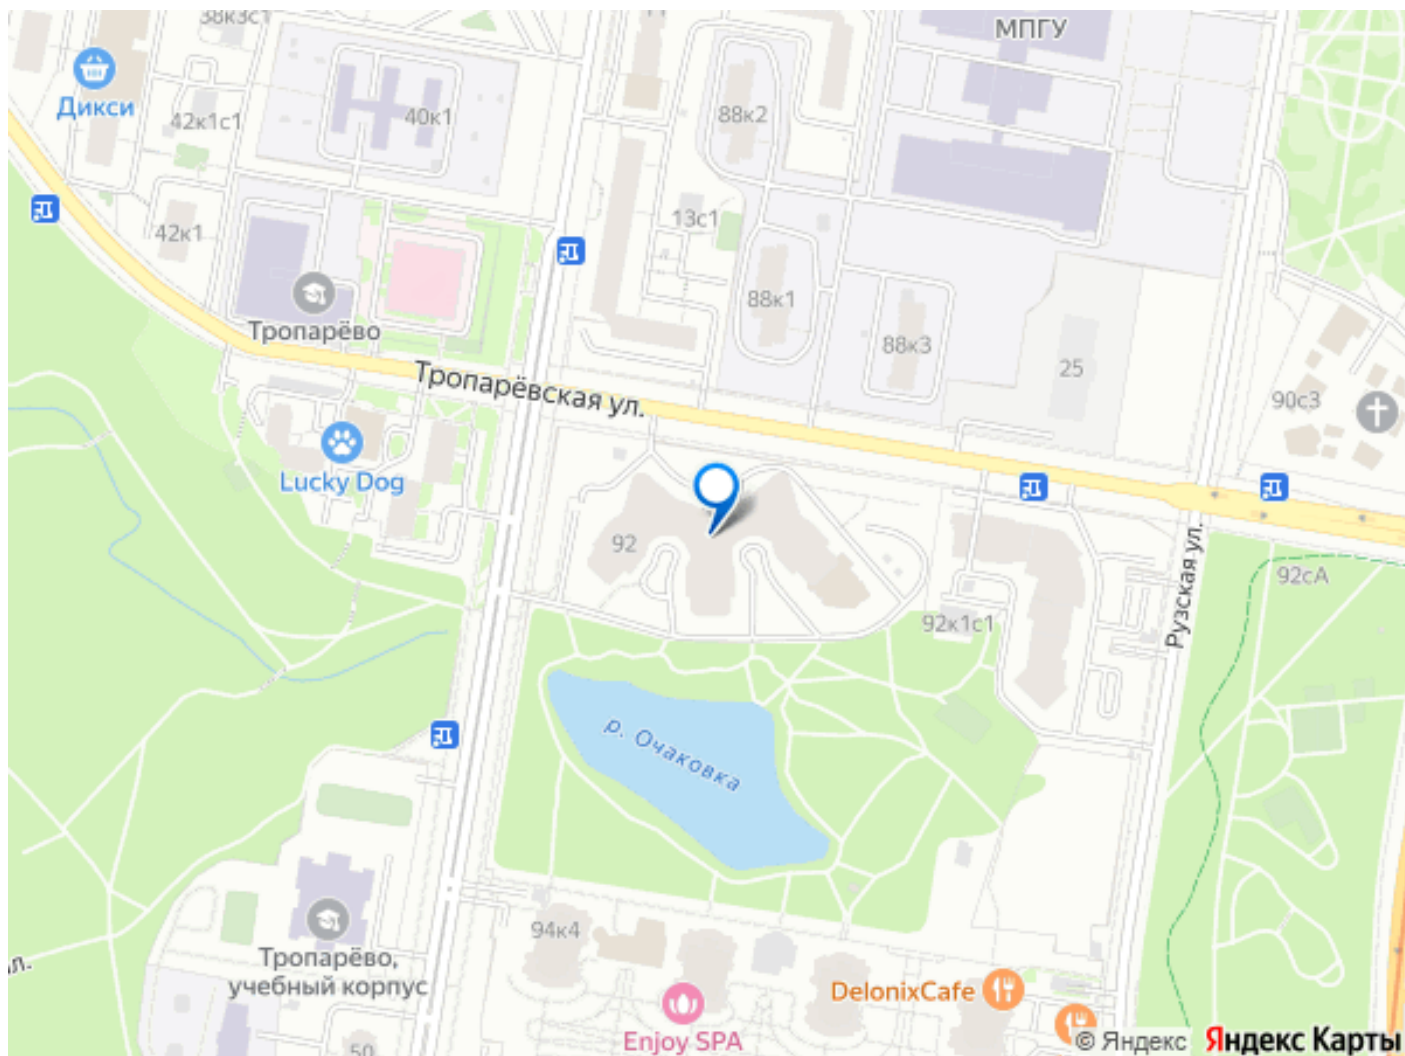 38к3с1
МПГУ
Дикси
42к1с1
40к1
88к2
42к1
13с1
88к1
88к3
25
90с3
Тропарёво
Тропарёвская ул.
Lucky Dog
92
92сА
92к1с1
Рузская ул.
р. Очаковка
94к4
Тропарёво,
учебный корпус
DelonixCafe
Enjoy SPA
50
© Яндекс Яндекс Карты